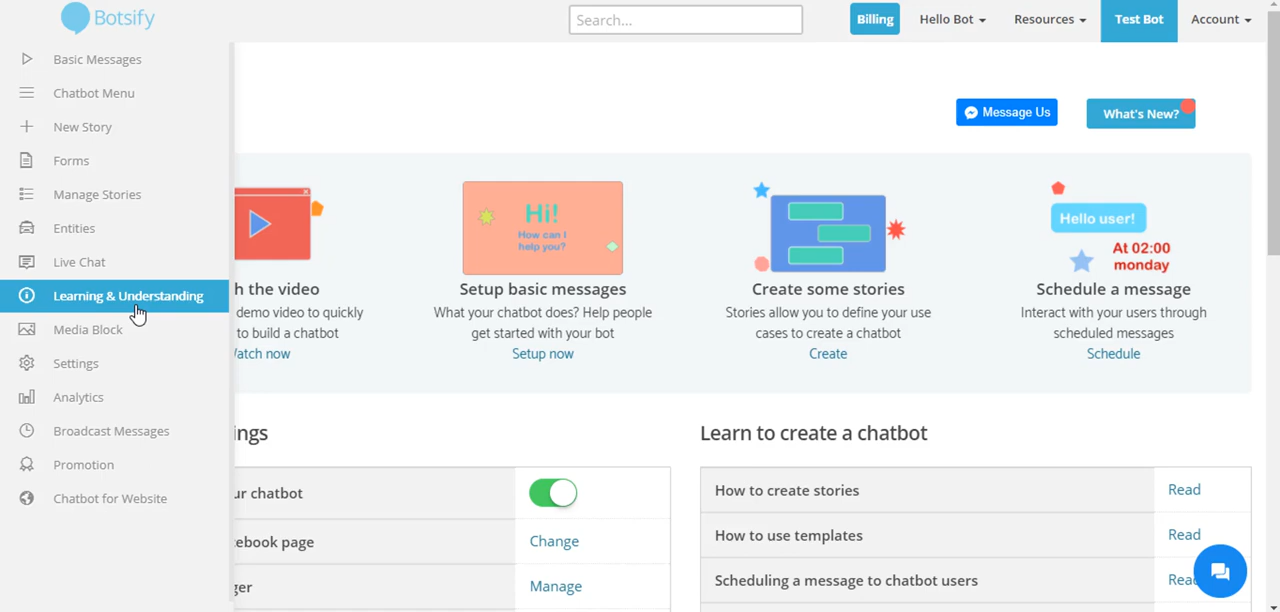 Botsify
Search...
Billing
Hello Bot
Resources
Test Bot
Account
Basic Messages
Chatbot Menu
New Story
Forms
Manage Stories
Entities
Live Chat
Learning & Understanding
Media Block
Settings
Analytics
Broadcast Messages
Promotion
Chatbot for Website
Message Us
What's New?
h the video
demo video to quickly
to build a chatbot
atch now
Hi!
How can I
help you?
Setup basic messages
What your chatbot does? Help people
get started with your bot
Setup now
Create some stories
Stories allow you to define your use
cases to create a chatbot
Create
Hello user!
At 02:00
monday
Schedule a message
Interact with your users through
scheduled messages
Schedule
ings
ur chatbot
cebook page
Change
ger
Manage
Learn to create a chatbot
How to create stories
Read
How to use templates
Read
Scheduling a message to chatbot users
Read